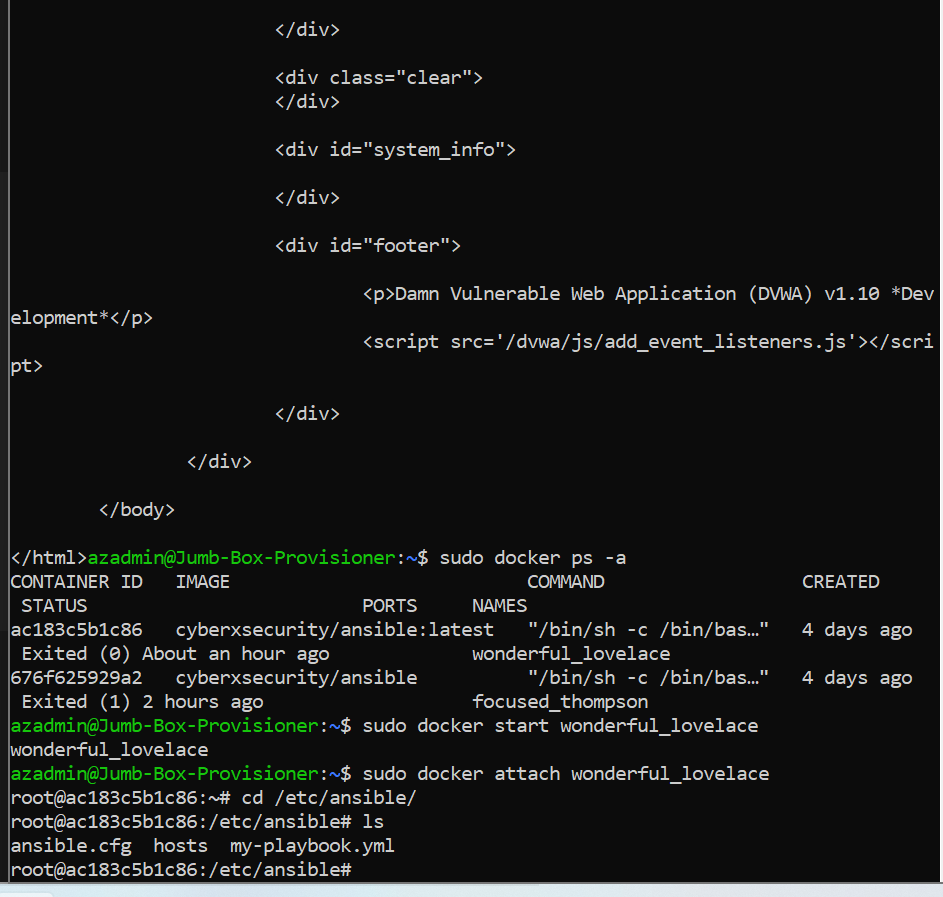 </div>
<div class="clear">
</div>
<div id="system_info">
</div>
<div id="footer">
<p>Damn Vulnerable Web Application (DVWA) v1.10 *Dev
elopment*</p>
<script src='/dvwa/js/add_event_listeners.js'></scri
pt>
</div>
</div>
</body>
</html>azadmin@Jumb-Box-Provisioner:~$ sudo docker ps -a
CONTAINER ID   IMAGE                           COMMAND                  CREATED
 STATUS                         PORTS     NAMES
ac183c5b1c86   cyberxsecurity/ansible:latest   "/bin/sh -c /bin/bas…"   4 days ago
 Exited (0) About an hour ago             wonderful_lovelace
676f625929a2   cyberxsecurity/ansible          "/bin/sh -c /bin/bas…"   4 days ago
 Exited (1) 2 hours ago                   focused_thompson
azadmin@Jumb-Box-Provisioner:~$ sudo docker start wonderful_lovelace
wonderful_lovelace
azadmin@Jumb-Box-Provisioner:~$ sudo docker attach wonderful_lovelace
root@ac183c5b1c86:~# cd /etc/ansible/
root@ac183c5b1c86:/etc/ansible# ls
ansible.cfg  hosts  my-playbook.yml
root@ac183c5b1c86:/etc/ansible#